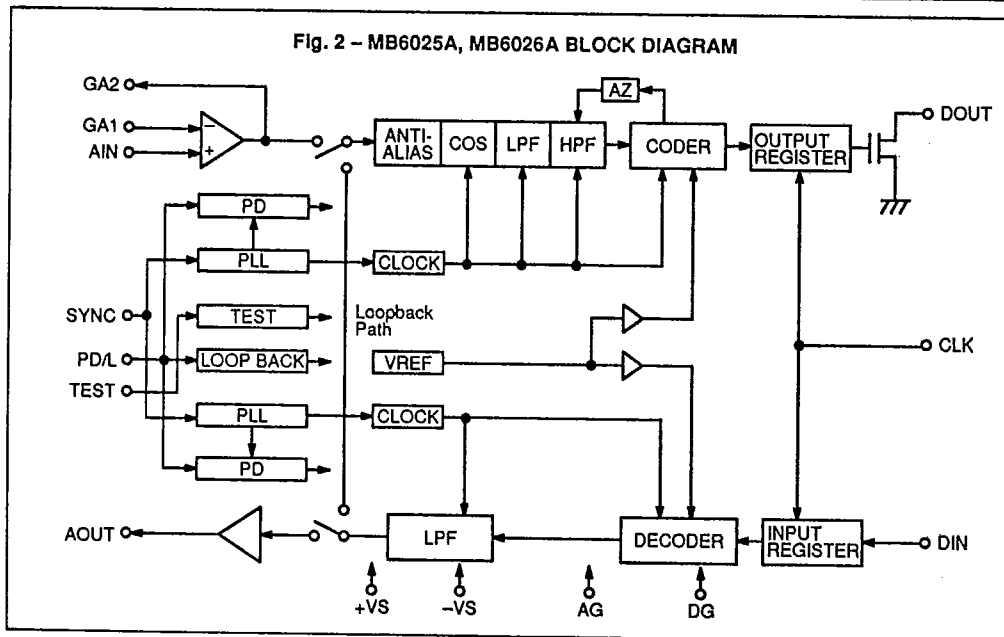 Fig. 2 – MB6025A, MB6026A BLOCK DIAGRAM
GA2
GA1
AIN
−
+
ANTI-
ALIAS
COS
LPF
HPF
AZ
CODER
OUTPUT
REGISTER
DOUT
PD
PLL
CLOCK
SYNC
TEST
Loopback
Path
PD/L
LOOP BACK
VREF
CLK
TEST
PLL
CLOCK
PD
AOUT
LPF
DECODER
INPUT
REGISTER
DIN
+VS
−VS
AG
DG